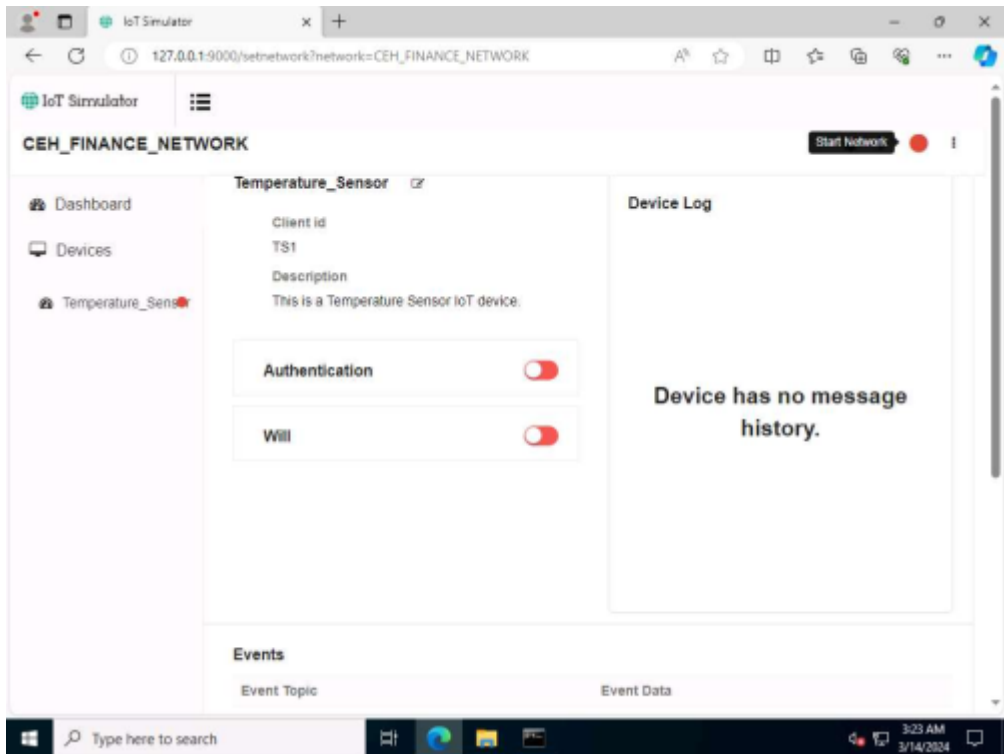 IoT Simulator
127.0.0.1:9000/setnetwork?network=CEH_FINANCE_NETWORK
IoT Simulator
CEH_FINANCE_NETWORK
Start Network
Dashboard
Devices
Temperature_Sensor
Temperature_Sensor
Client id
TS1
Description
This is a Temperature Sensor IoT device.
Authentication
Will
Device Log
Device has no message
history.
Events
Event Topic Event Data
Type here to search
3:23 AM
3/14/2024